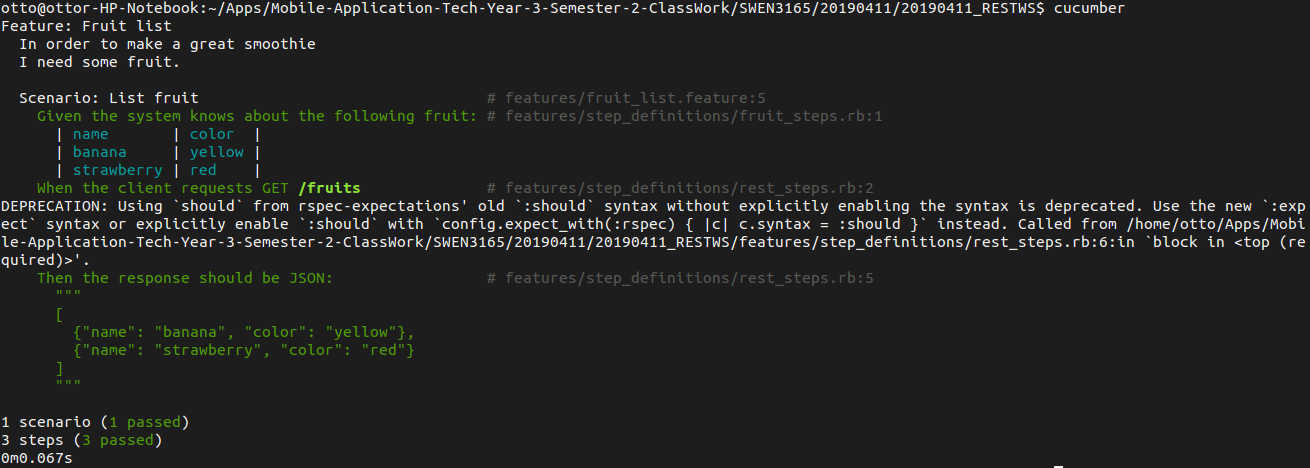 otto@ottor-HP-Notebook:~/Apps/Mobile-Application-Tech-Year-3-Semester-2-ClassWork/SWEN3165/20190411/20190411_RESTWS$ cucumber
Feature: Fruit list
  In order to make a great smoothie
  I need some fruit.

  Scenario: List fruit                                # features/fruit_list.feature:5
    Given the system knows about the following fruit: # features/step_definitions/fruit_steps.rb:1
      | name       | color  |
      | banana     | yellow |
      | strawberry | red    |
    When the client requests GET /fruits              # features/step_definitions/rest_steps.rb:2
DEPRECATION: Using `should` from rspec-expectations' old `:should` syntax without explicitly enabling the syntax is deprecated. Use the new `:exp
ect` syntax or explicitly enable `:should` with `config.expect_with(:rspec) { |c| c.syntax = :should }` instead. Called from /home/otto/Apps/Mobi
le-Application-Tech-Year-3-Semester-2-ClassWork/SWEN3165/20190411/20190411_RESTWS/features/step_definitions/rest_steps.rb:6:in `block in <top (re
quired)>'.
    Then the response should be JSON:                 # features/step_definitions/rest_steps.rb:5
      """
      [
        {"name": "banana", "color": "yellow"},
        {"name": "strawberry", "color": "red"}
      ]
      """

1 scenario (1 passed)
3 steps (3 passed)
0m0.067s